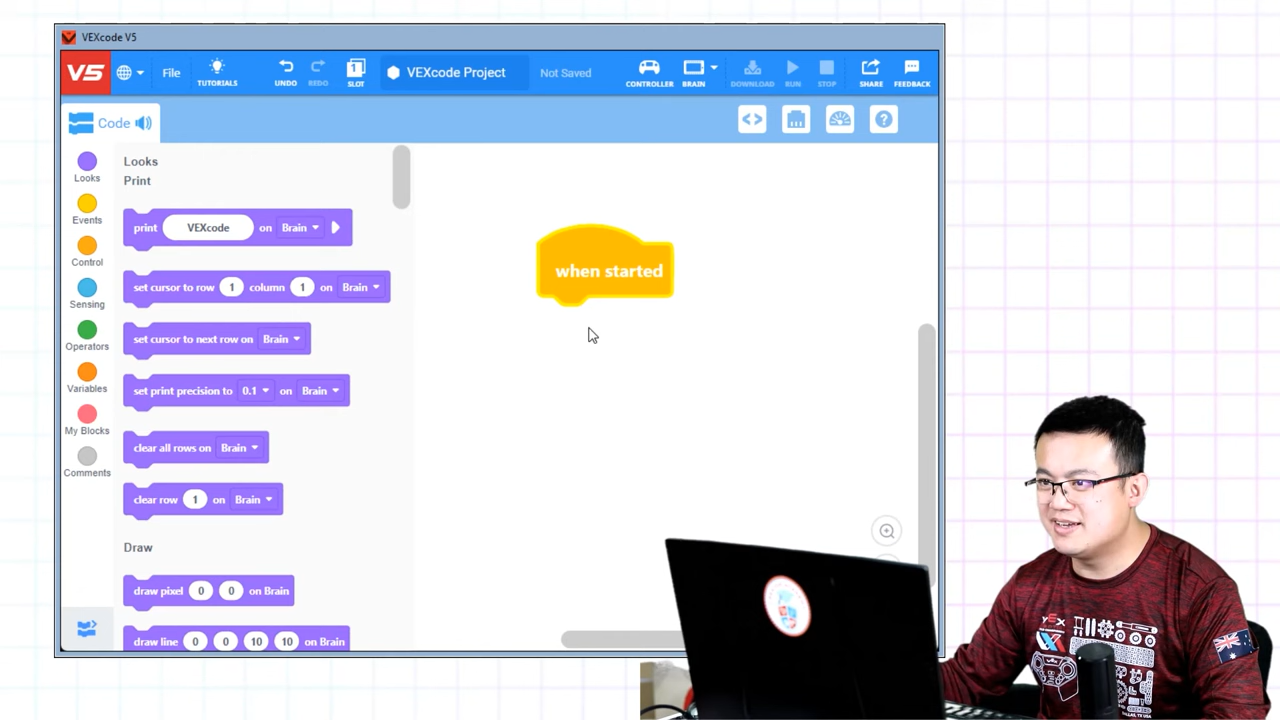 VEXcode V5
V5
File
TUTORIALS
UNDO
REDO
1
SLOT
VEXcode Project
Not Saved
CONTROLLER
BRAIN
DOWNLOAD
RUN
STOP
SHARE
FEEDBACK
Code
Looks
Events
Control
Sensing
Operators
Variables
My Blocks
Comments
Looks
Print
print VEXcode on Brain
set cursor to row 1 column 1 on Brain
set cursor to next row on Brain
set print precision to 0.1 on Brain
clear all rows on Brain
clear row 1 on Brain
Draw
draw pixel 0 0 on Brain
draw line 0 0 10 10 on Brain
when started
VEX